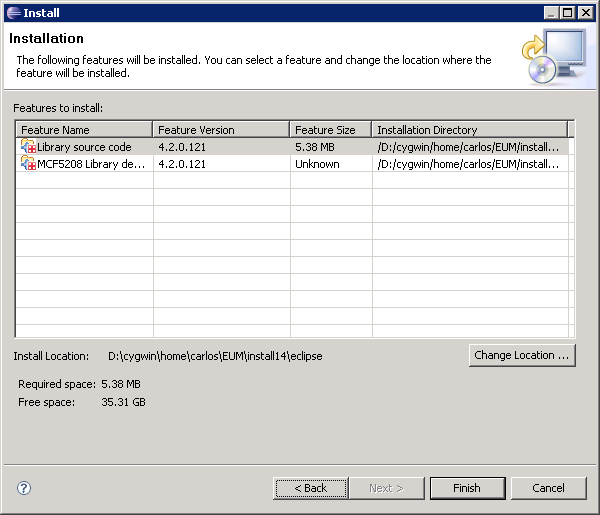 Install
Installation
The following features will be installed. You can select a feature and change the location where the
feature will be installed.
Features to install:
Feature Name Feature Version Feature Size Installation Directory
Library source code 4.2.0.121 5.38 MB /D:/cygwin/home/carlos/EUM/install...
MCF5208 Library de... 4.2.0.121 Unknown /D:/cygwin/home/carlos/EUM/install...
Install Location: D:\cygwin\home\carlos\EUM\install14\eclipse
Change Location ...
Required space: 5.38 MB
Free space: 35.31 GB
? < Back Next > Finish Cancel